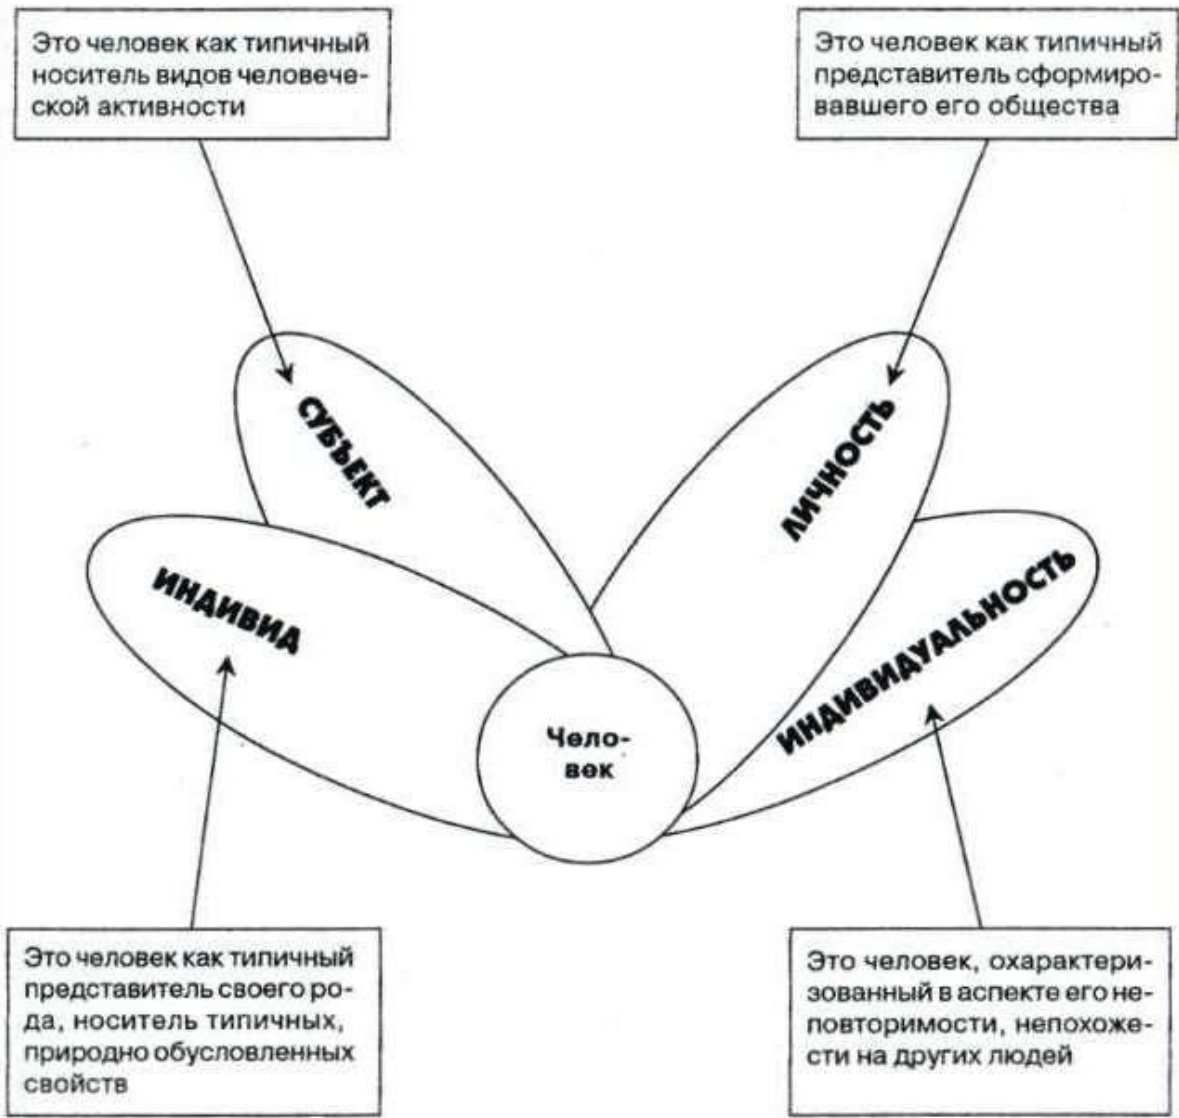 Это человек как типичный
носитель видов человече-
ской активности
Это человек как типичный
представитель сформиро-
вавшего его общества
СУБЪЕКТ
ЛИЧНОСТЬ
ИНДИВИД
ИНДИВИДУАЛЬНОСТЬ
Чело-
век
Это человек как типичный
представитель своего ро-
да, носитель типичных,
природно обусловленных
свойств
Это человек, охарактери-
зованный в аспекте его не-
повторимости, непохоже-
сти на других людей